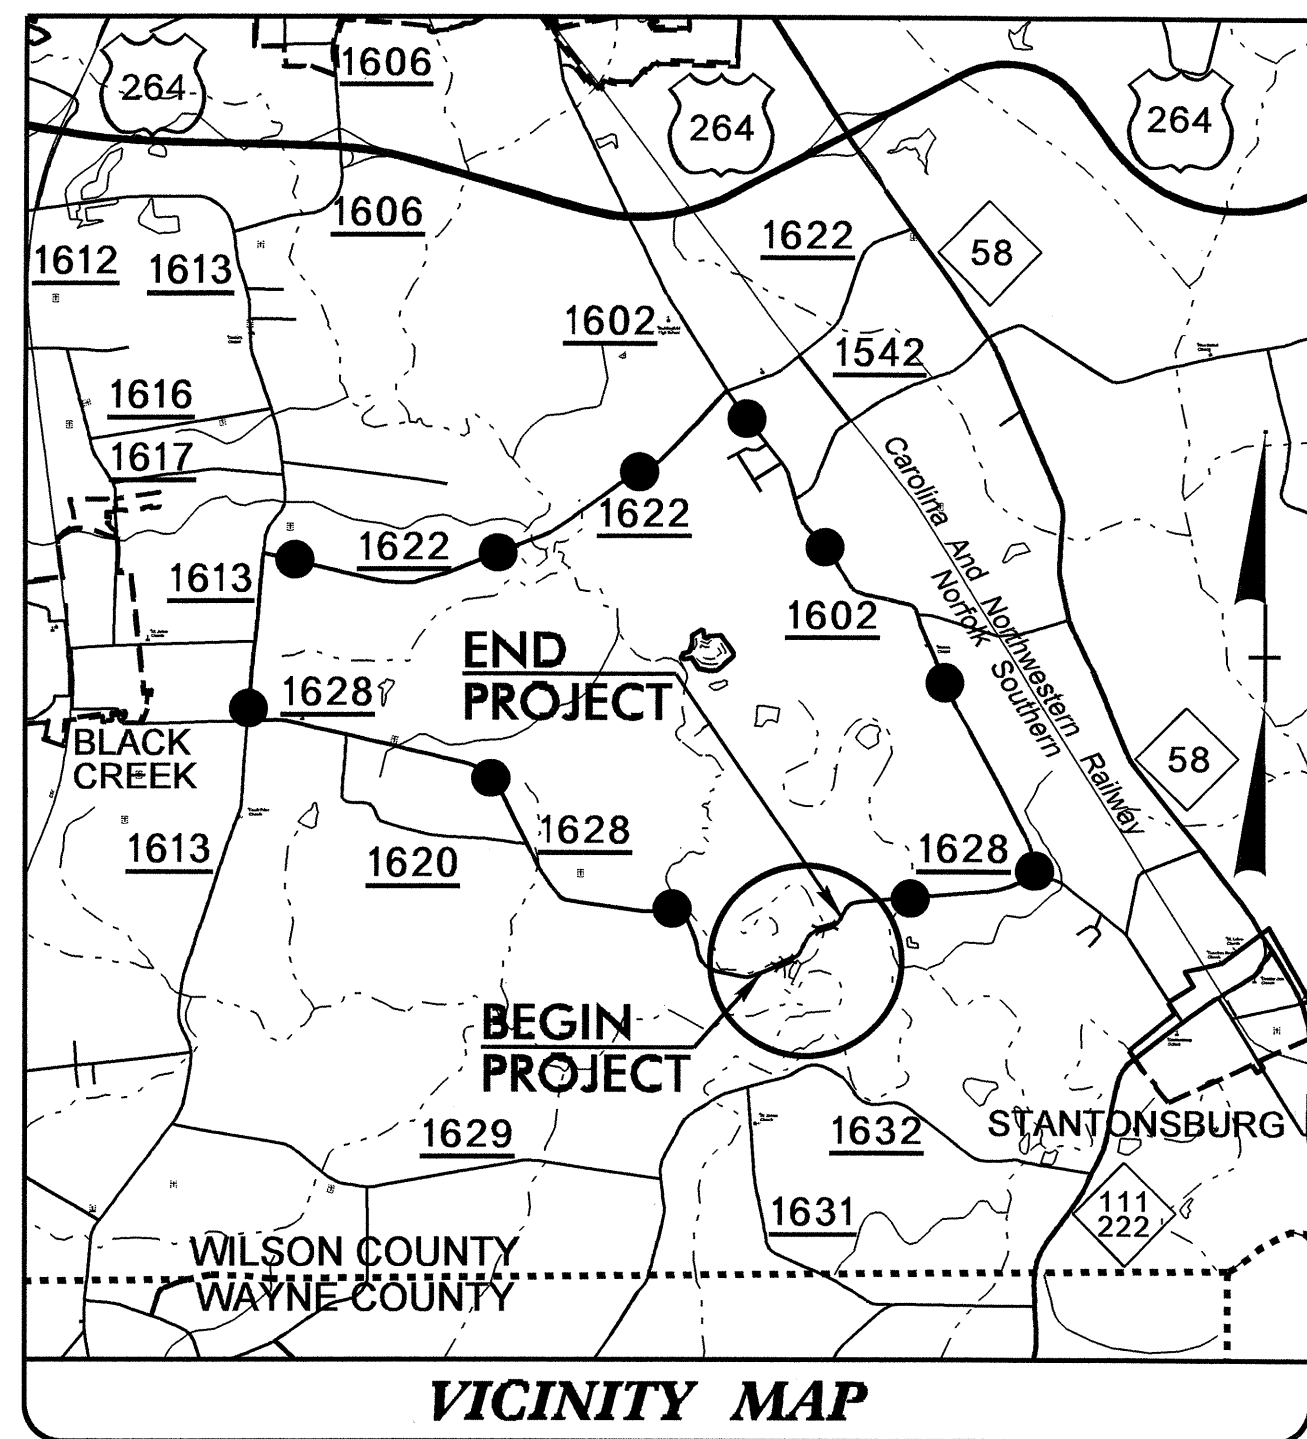 264
1606
264
264
1606
1622
58
1612
1613
1602
1542
1616
1617
Carolina And Northwestern Railway
Norfolk Southern
1622
1622
1613
1602
END
PROJECT
1628
BLACK
CREEK
58
1613
1620
1628
1628
BEGIN
PROJECT
1629
1632
STANTONSBURG
1631
111
222
WILSON COUNTY
WAYNE COUNTY
VICINITY MAP